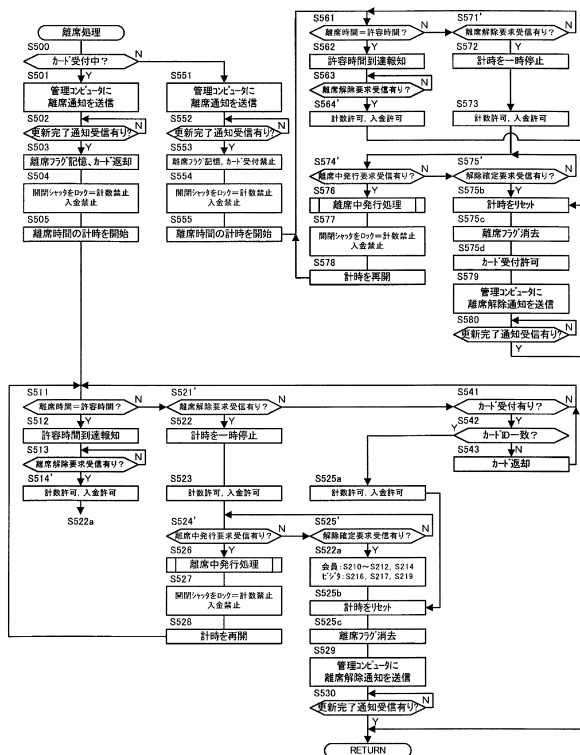 離席処理
S500
カード受付中？
N
Y
S501
管理コンピュータに
離席通知を送信
S502
更新完了通知受信有り？
N
Y
S503
離席フラグ記憶、カード返却
S504
開閉シャッタをロック＝計数禁止
入金禁止
S505
離席時間の計時を開始
S551
管理コンピュータに
離席通知を送信
S552
更新完了通知受信有り？
N
Y
S553
離席フラグ記憶、カード受付禁止
S554
開閉シャッタをロック＝計数禁止
入金禁止
S555
離席時間の計時を開始
S561
離席時間＝許容時間？
N
Y
S562
許容時間到達報知
S563
離席解除要求受信有り？
N
Y
S564'
計数許可、入金許可
S571'
離席解除要求受信有り？
N
Y
S572
計時を一時停止
S573
計数許可、入金許可
S574'
離席中発行要求受信有り？
N
Y
S576
離席中発行処理
S577
開閉シャッタをロック＝計数禁止
入金禁止
S578
計時を再開
S575'
解除確定要求受信有り？
N
Y
S575b
計時をリセット
S575c
離席フラグ消去
S575d
カード受付許可
S579
管理コンピュータに
離席解除通知を送信
S580
更新完了通知受信有り？
N
Y
S511
離席時間＝許容時間？
N
Y
S512
許容時間到達報知
S513
離席解除要求受信有り？
N
Y
S514'
計数許可、入金許可
S522a
S521'
離席解除要求受信有り？
N
Y
S522
計時を一時停止
S523
計数許可、入金許可
S524'
離席中発行要求受信有り？
N
Y
S526
離席中発行処理
S527
開閉シャッタをロック＝計数禁止
入金禁止
S528
計時を再開
S541
カード受付有り？
N
Y
S542
Y
カードID一致？
N
S543
カード返却
S525a
計数許可、入金許可
S525'
解除確定要求受信有り？
N
Y
S522a
会員：S210～S212, S214
ビジタ：S216, S217, S219
S525b
計時をリセット
S525c
離席フラグ消去
S529
管理コンピュータに
離席解除通知を送信
S530
更新完了通知受信有り？
N
Y
RETURN